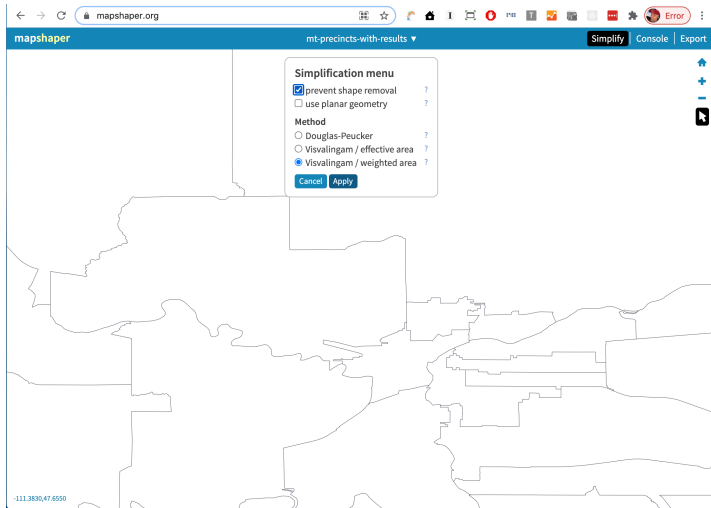 mapshaper.org
Error
mapshaper
mt-precincts-with-results ▼
Simplify
Console
Export
Simplification menu
prevent shape removal ?
use planar geometry ?
Method
Douglas-Peucker ?
Visvalingam / effective area ?
Visvalingam / weighted area ?
Cancel Apply
-111.3830,47.6550